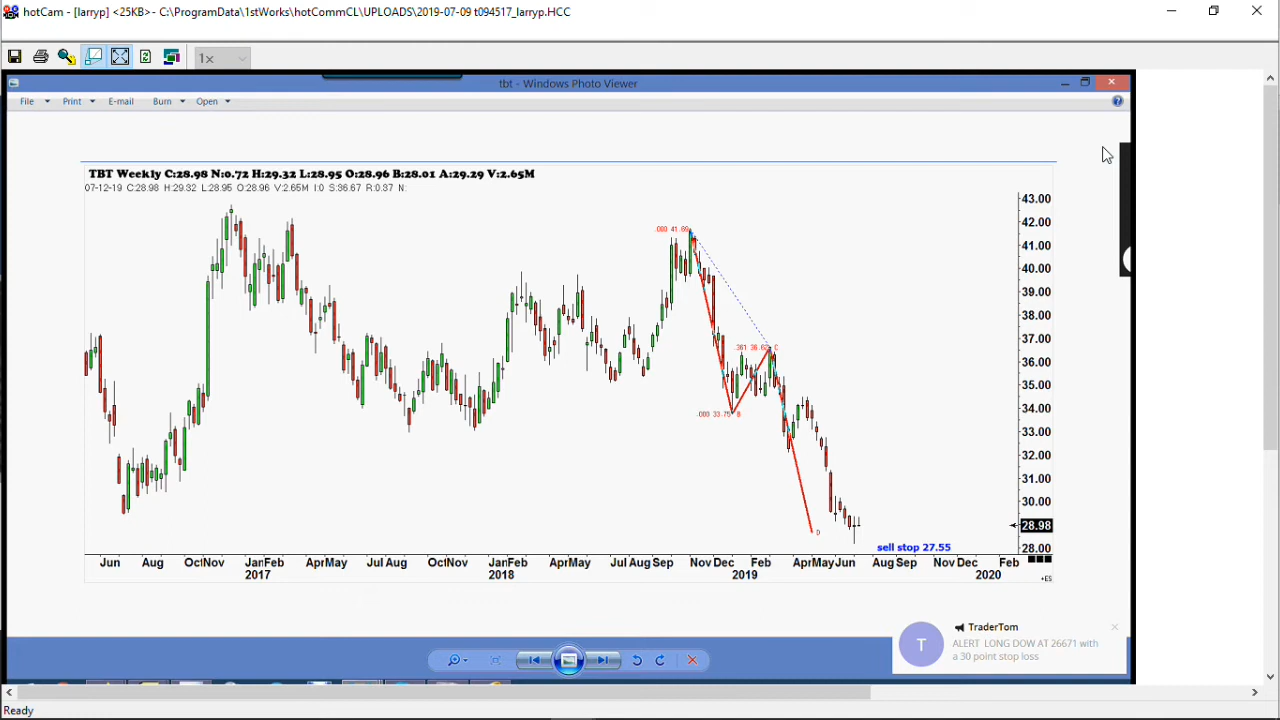 hotCam - [larryp] <25KB>- C:\ProgramData\1stWorks\hotCommCL\UPLOADS\2019-07-09 t094517_larryp.HCC
1x
tbt - Windows Photo Viewer
File Print E-mail Burn Open
TBT Weekly C:28.98 N:0.72 H:29.32 L:28.95 O:28.96 B:28.01 A:29.29 V:2.65M
07-12-19 C:28.98 H:29.32 L:28.95 O:28.96 V:2.65M I:0 S:36.67 R:0.37 N:
43.00
42.00
41.00
40.00
39.00
38.00
37.00
36.00
35.00
34.00
33.00
32.00
31.00
30.00
28.98
28.00
B
C
D
sell stop 27.55
Jun Aug OctNov JanFeb AprMay Jul Aug OctNov JanFeb AprMay Jul AugSep Nov Dec Feb AprMayJun Aug Sep Nov Dec Feb
2017 2018 2019 2020
+ES
T
TraderTom
ALERT LONG DOW AT 26671 with
a 30 point stop loss
Ready